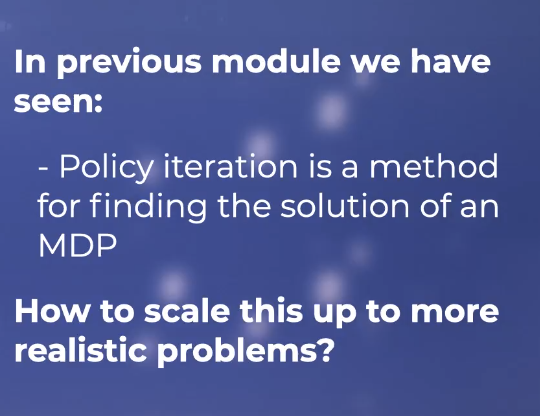 In previous module we have
seen:
- Policy iteration is a method
for finding the solution of an
MDP
How to scale this up to more
realistic problems?